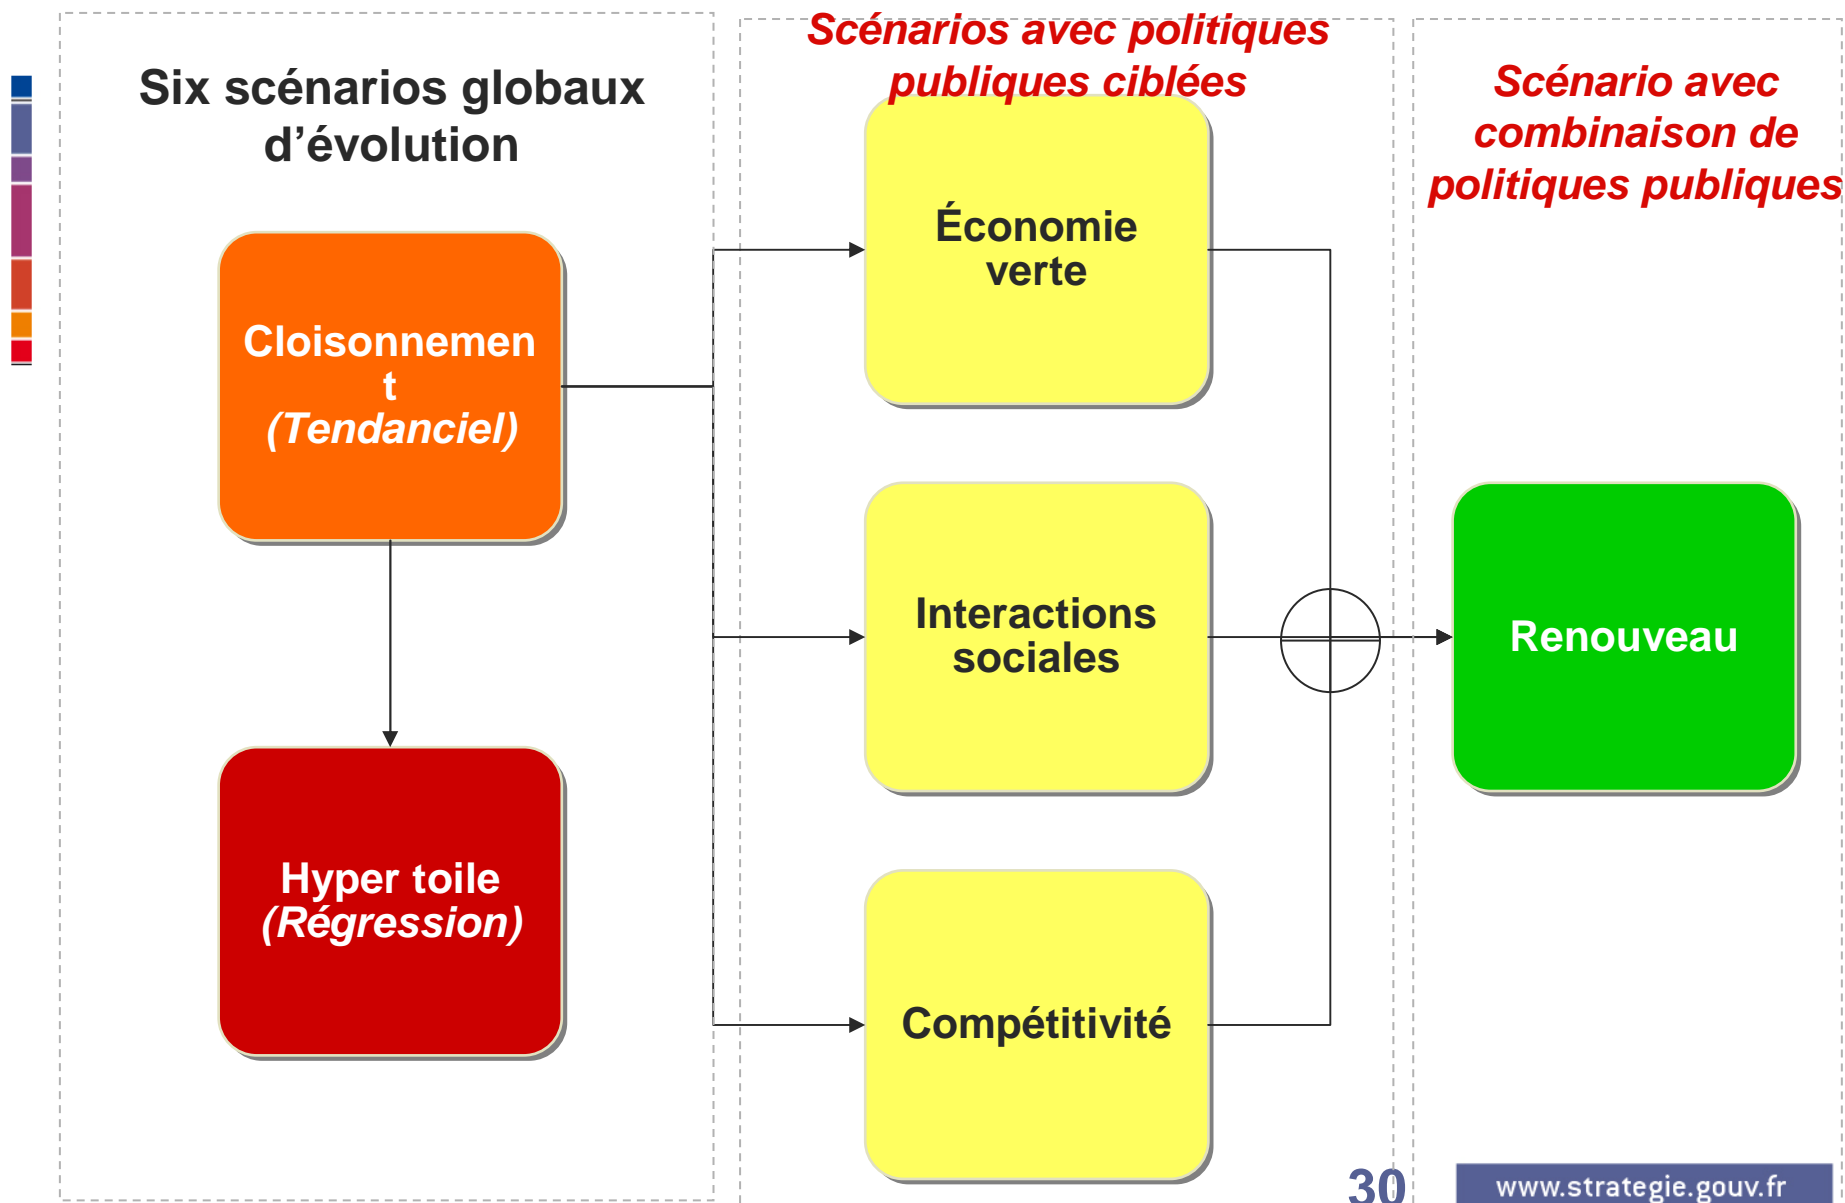 Six scénarios globaux
d’évolution
Cloisonnemen
t
(Tendanciel)
Hyper toile
(Régression)
Scénarios avec politiques
publiques ciblées
Économie
verte
Interactions
sociales
Compétitivité
Scénario avec
combinaison de
politiques publiques
Renouveau
30
www.strategie.gouv.fr